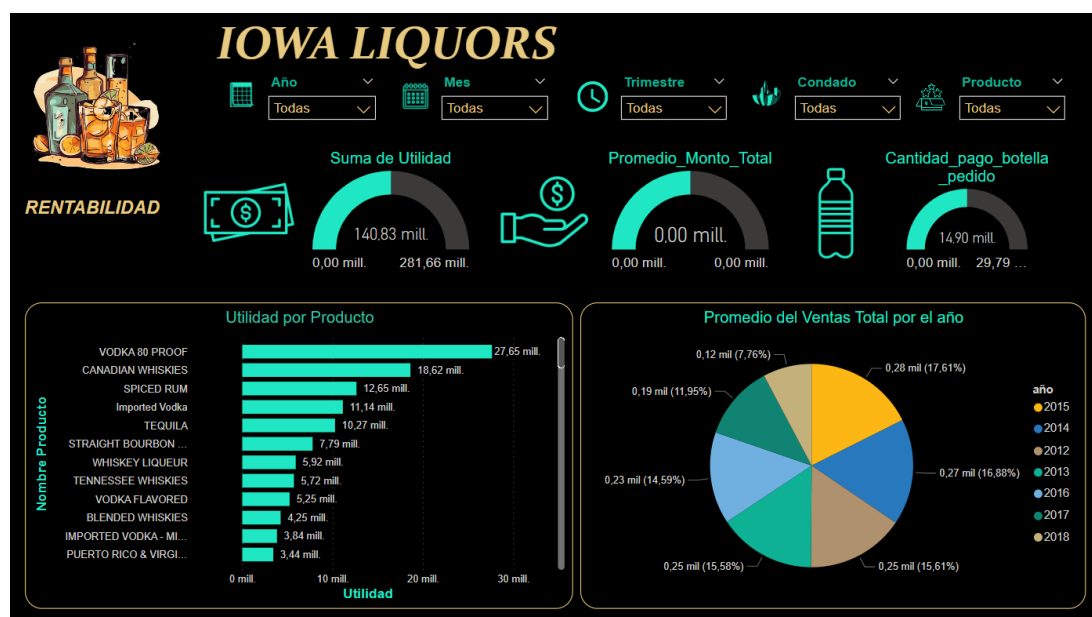 IOWA LIQUORS
Año
Todas
Mes
Todas
Trimestre
Todas
Condado
Todas
Producto
Todas
RENTABILIDAD
Suma de Utilidad
140,83 mill.
0,00 mill.
281,66 mill.
Promedio_Monto_Total
0,00 mill.
0,00 mill.
0,00 mill.
Cantidad_pago_botella
_pedido
14,90 mill.
0,00 mill.
29,79 ...
Utilidad por Producto
Nombre Producto
VODKA 80 PROOF
27,65 mill.
CANADIAN WHISKIES
18,62 mill.
SPICED RUM
12,65 mill.
Imported Vodka
11,14 mill.
TEQUILA
10,27 mill.
STRAIGHT BOURBON ...
7,79 mill.
WHISKEY LIQUEUR
5,92 mill.
TENNESSEE WHISKIES
5,72 mill.
VODKA FLAVORED
5,25 mill.
BLENDED WHISKIES
4,25 mill.
IMPORTED VODKA - MI...
3,84 mill.
PUERTO RICO & VIRGI...
3,44 mill.
0 mill.
10 mill.
20 mill.
30 mill.
Utilidad
Promedio del Ventas Total por el año
0,12 mil (7,76%)
0,28 mil (17,61%)
0,19 mil (11,95%)
0,27 mil (16,88%)
0,23 mil (14,59%)
0,25 mil (15,58%)
0,25 mil (15,61%)
año
2015
2014
2012
2013
2016
2017
2018